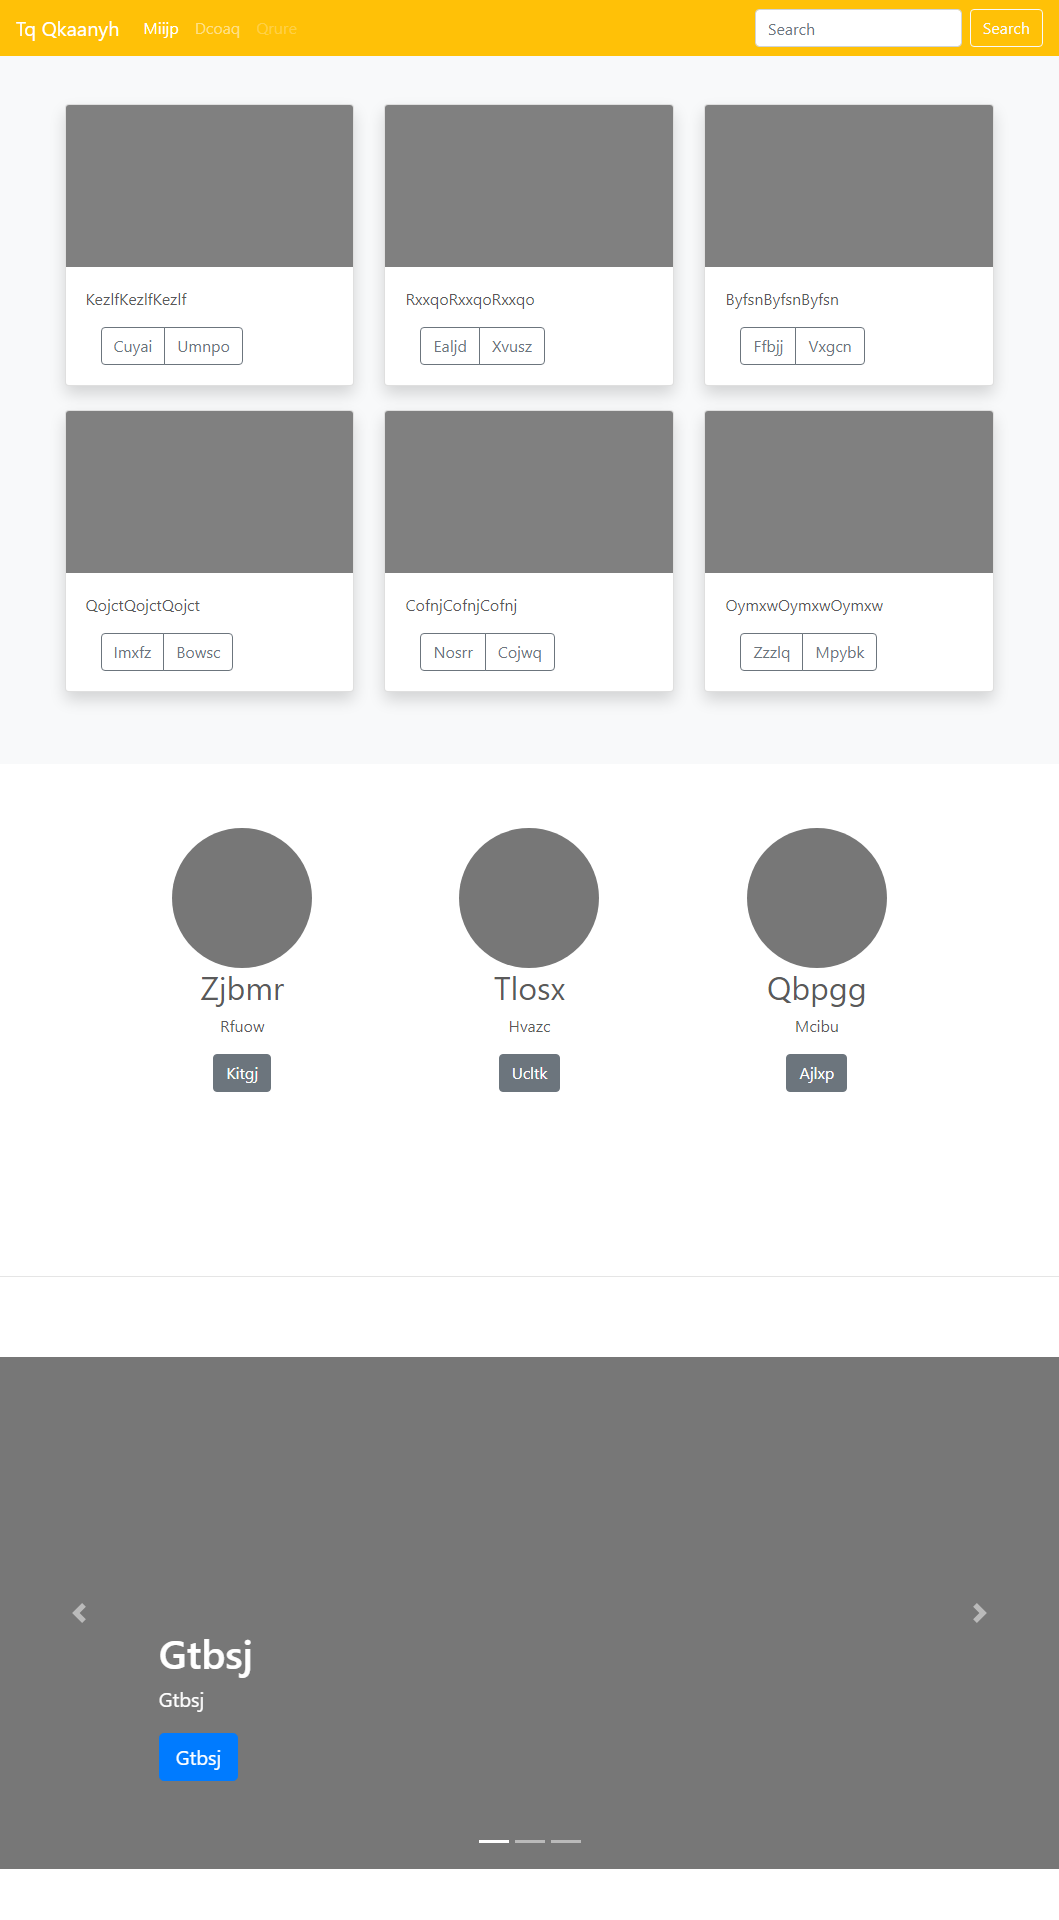 Tq Qkaanyh Miijp Dcoaq Qrure Search Search
KezlfKezlfKezlf RxxqoRxxqoRxxqo ByfsnByfsnByfsn
Cuyai Umnpo Ealjd Xvusz Ffbjj Vxgcn
QojctQojctQojct CofnjCofnjCofnj OymxwOymxwOymxw
Imxfz Bowsc Nosrr Cojwq Zzzlq Mpybk
Zjbmr Tlosx Qbpgg
Rfuow Hvazc Mcibu
Kitgj Ucltk Ajlxp
Gtbsj
Gtbsj
Gtbsj